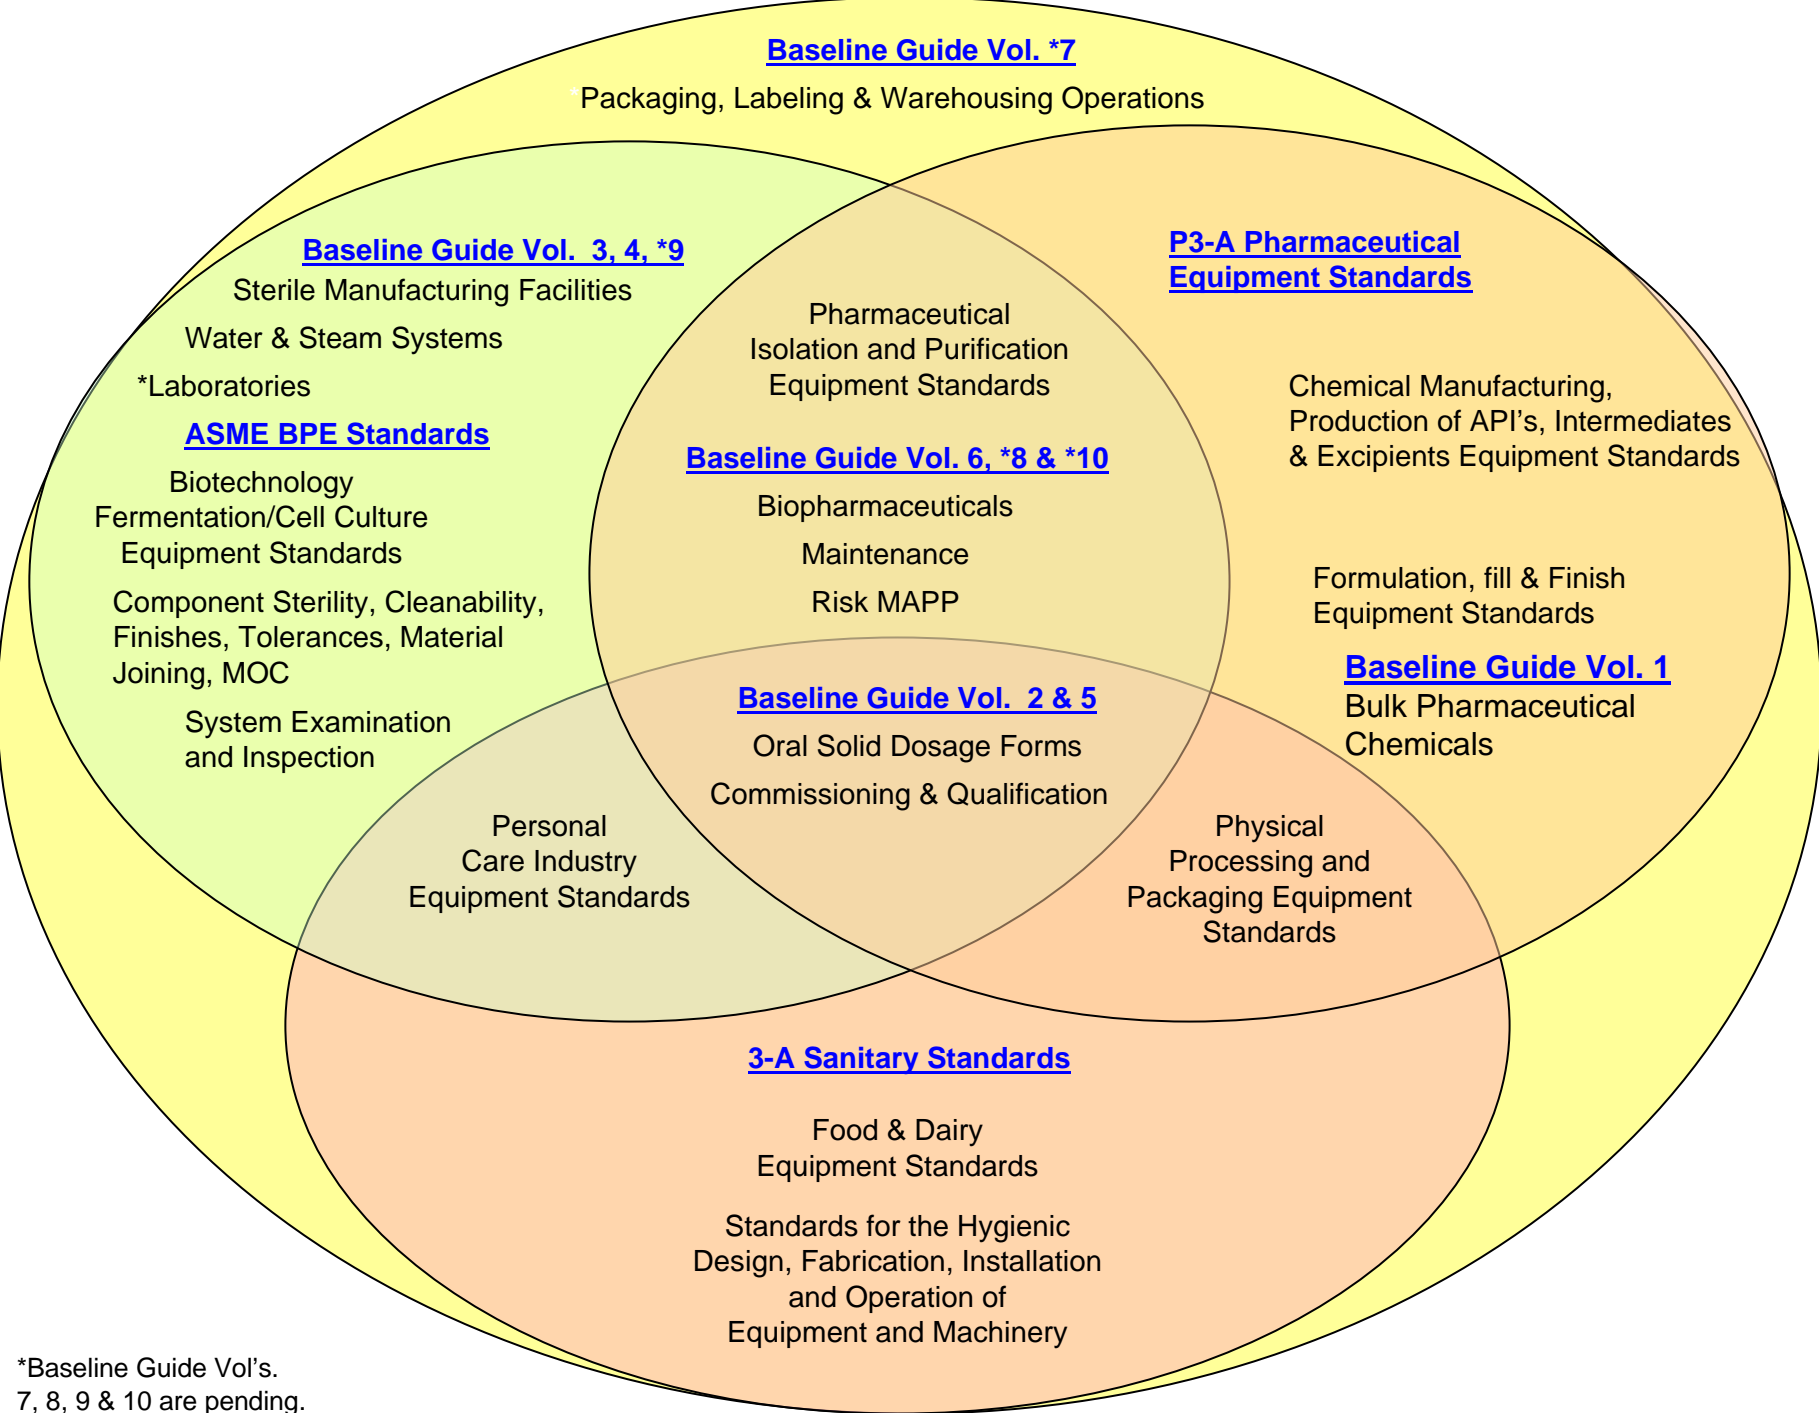 Baseline Guide Vol. *7
*Packaging, Labeling & Warehousing Operations
Baseline Guide Vol.  3, 4, *9
Sterile Manufacturing Facilities
Water & Steam Systems
*Laboratories
ASME BPE Standards
Biotechnology
Fermentation/Cell Culture
Equipment Standards
Component Sterility, Cleanability,
Finishes, Tolerances, Material
Joining, MOC
System Examination
and Inspection
Pharmaceutical
Isolation and Purification
Equipment Standards
Baseline Guide Vol. 6, *8 & *10
Biopharmaceuticals
Maintenance
Risk MAPP
P3-A Pharmaceutical
Equipment Standards
Chemical Manufacturing,
Production of API's, Intermediates
& Excipients Equipment Standards
Formulation, fill & Finish
Equipment Standards
Baseline Guide Vol. 1
Bulk Pharmaceutical
Chemicals
Baseline Guide Vol.  2 & 5
Oral Solid Dosage Forms
Commissioning & Qualification
Personal
Care Industry
Equipment Standards
Physical
Processing and
Packaging Equipment
Standards
3-A Sanitary Standards
Food & Dairy
Equipment Standards
Standards for the Hygienic
Design, Fabrication, Installation
and Operation of
Equipment and Machinery
*Baseline Guide Vol's.
7, 8, 9 & 10 are pending.